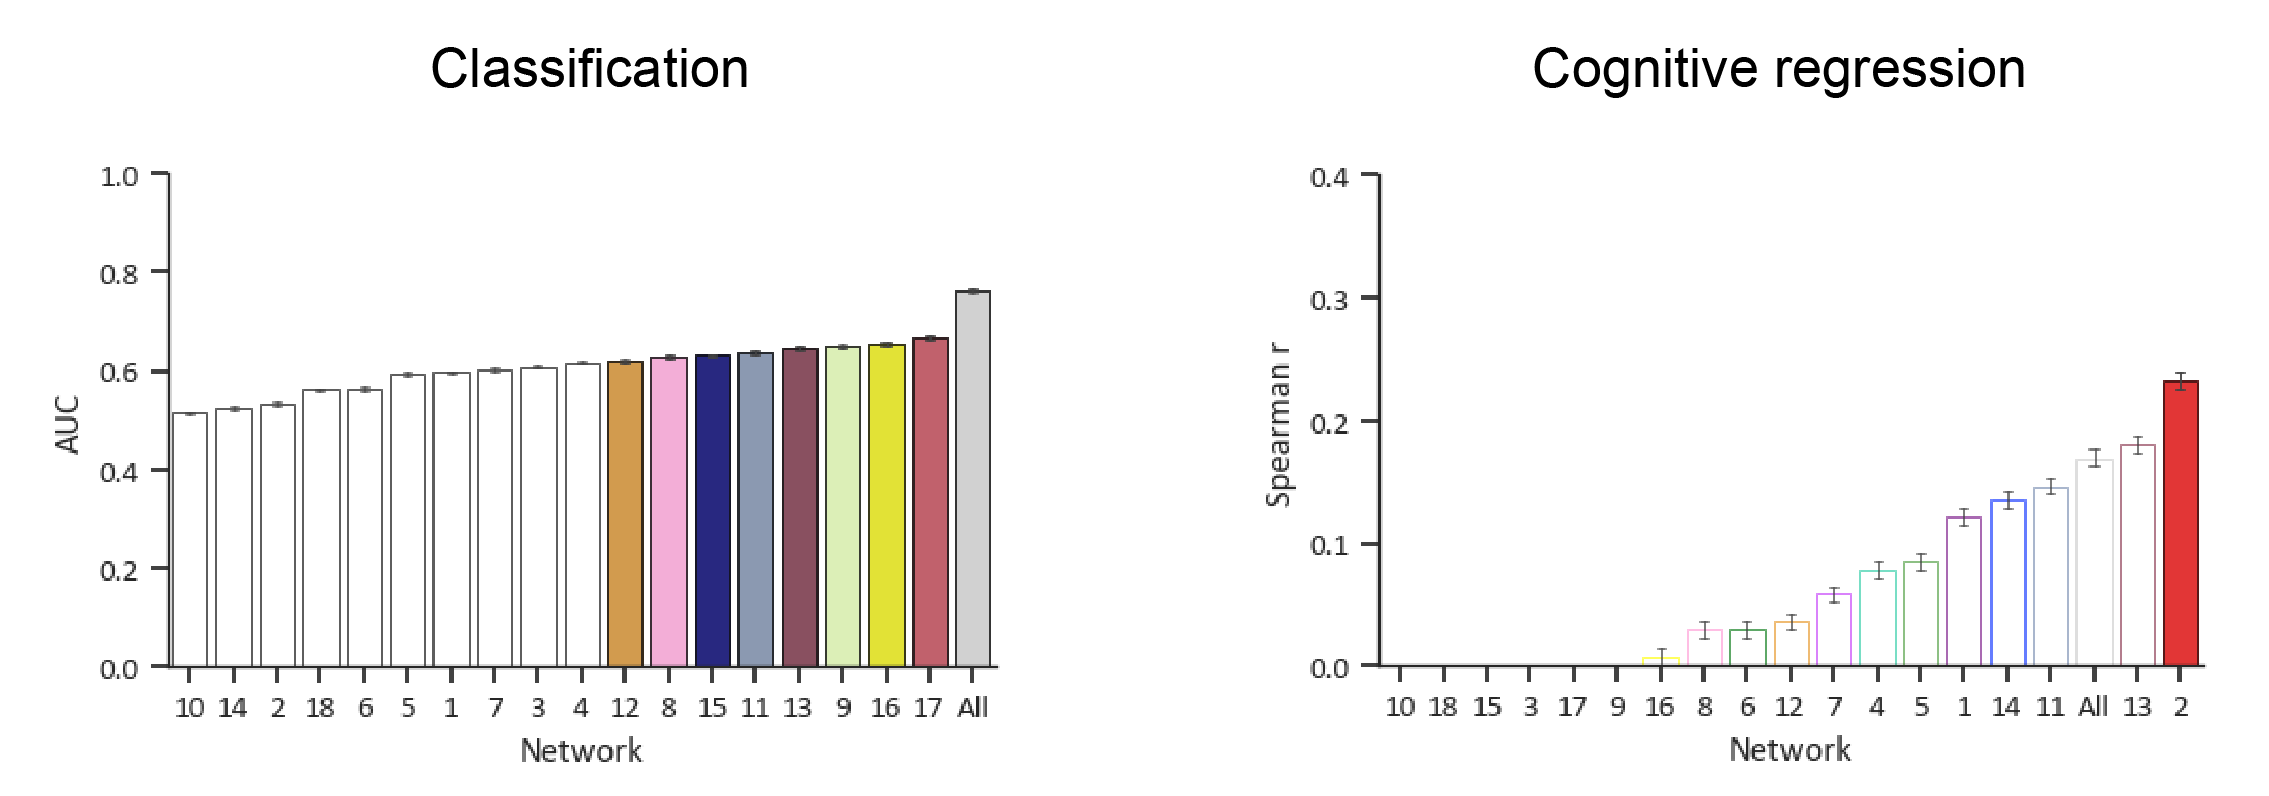 Classification
1.0
0.8
0.6
0.4
0.2
0.0
AUC
10 14 2 18 6 5 1 7 3 4 12 8 15 11 13 9 16 17 All
Network
Cognitive regression
0.4
0.3
0.2
0.1
0.0
Spearman r
10 18 15 3 17 9 16 8 6 12 7 4 5 1 14 11 All 13 2
Network